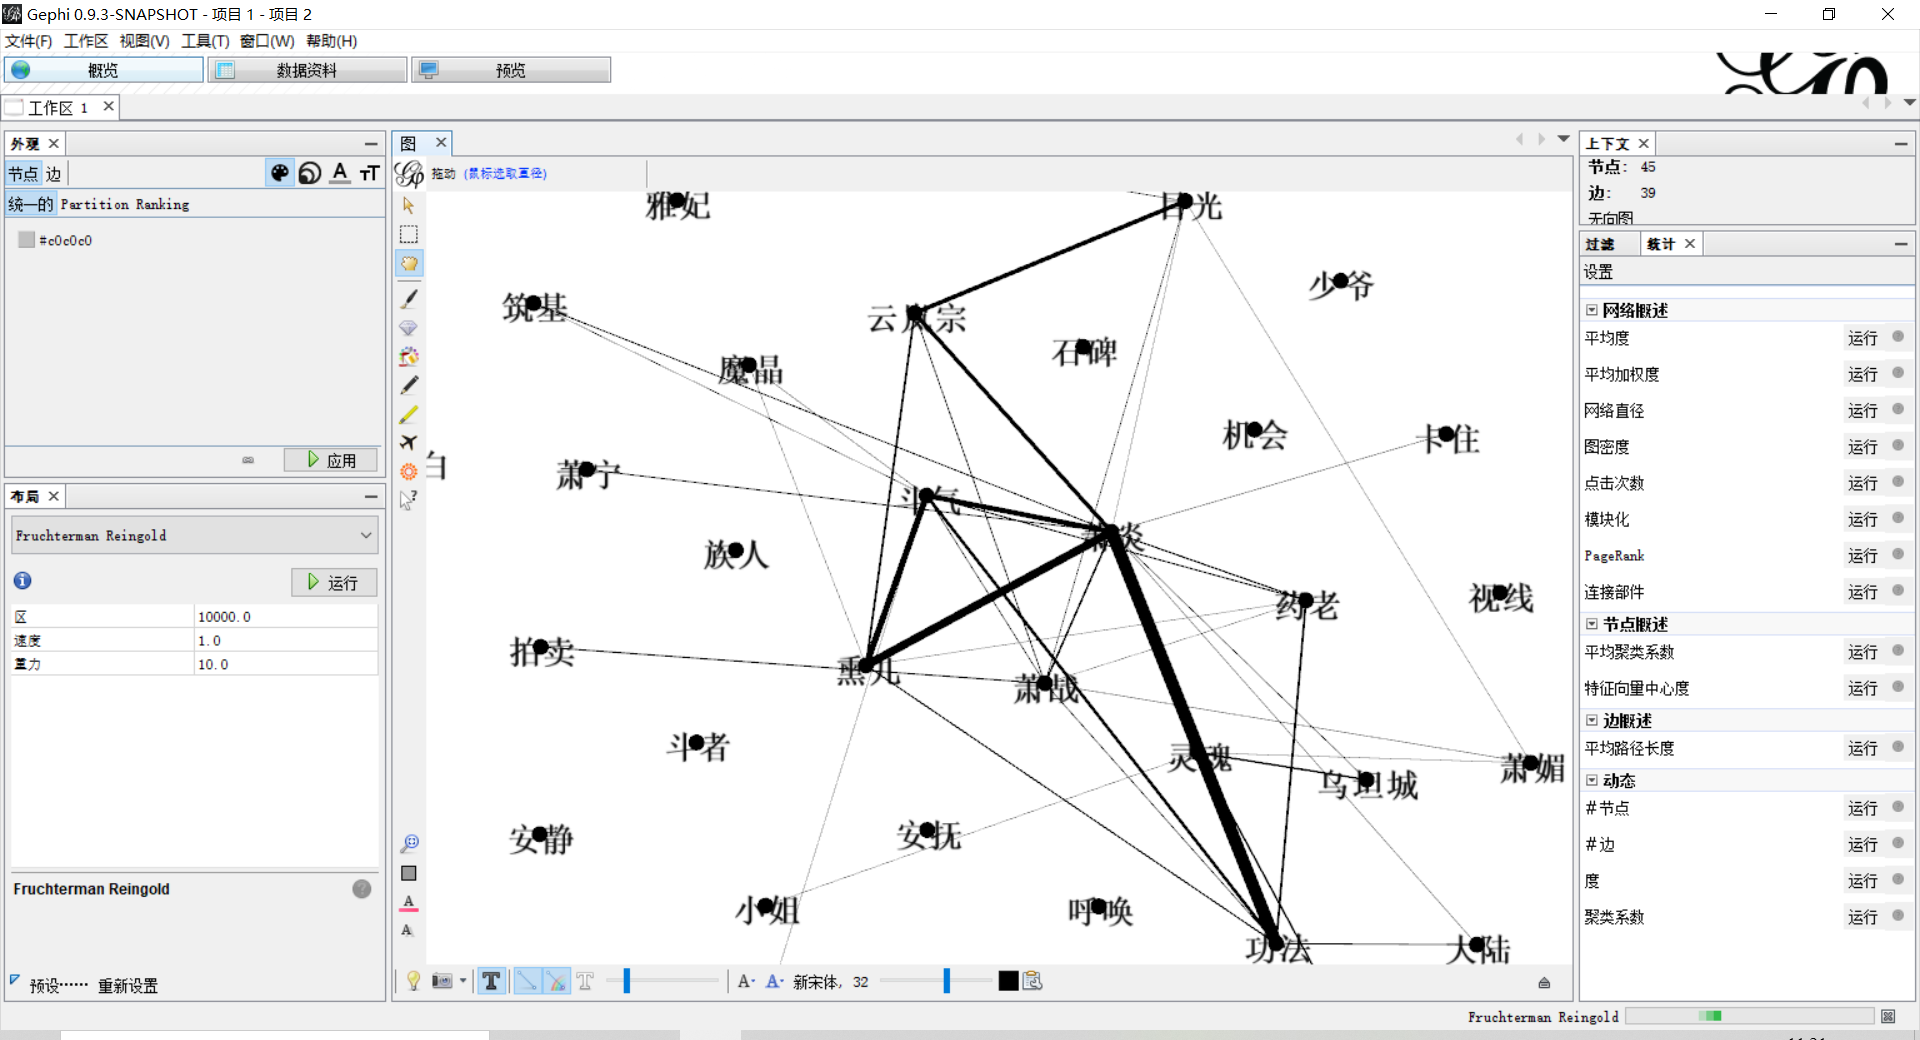 Gephi 0.9.3-SNAPSHOT - 项目 1 - 项目 2
文件(F) 工作区 视图(V) 工具(T) 窗口(W) 帮助(H)
概览 数据资料 预览
工作区 1
外观
节点 边
统一的 Partition Ranking
#c0c0c0
应用
布局
Fruchterman Reingold
运行
区 10000.0
速度 1.0
重力 10.0
Fruchterman Reingold
预设······ 重新设置
图
拖动 (鼠标选取直径)
雅妃
日光
少爷
筑基
云岚宗
石碑
魔晶
机会
卡住
白
萧宁
斗气
萧炎
族人
药老
视线
拍卖
熏儿
萧战
斗者
灵魂
乌坦城
萧媚
安静
安抚
小姐
呼唤
功法
大陆
新宋体, 32
上下文
节点: 45
边: 39
无向图
过滤 统计
设置
网络概述
平均度 运行
平均加权度 运行
网络直径 运行
图密度 运行
点击次数 运行
模块化 运行
PageRank 运行
连接部件 运行
节点概述
平均聚类系数 运行
特征向量中心度 运行
边概述
平均路径长度 运行
动态
#节点 运行
#边 运行
度 运行
聚类系数 运行
Fruchterman Reingold